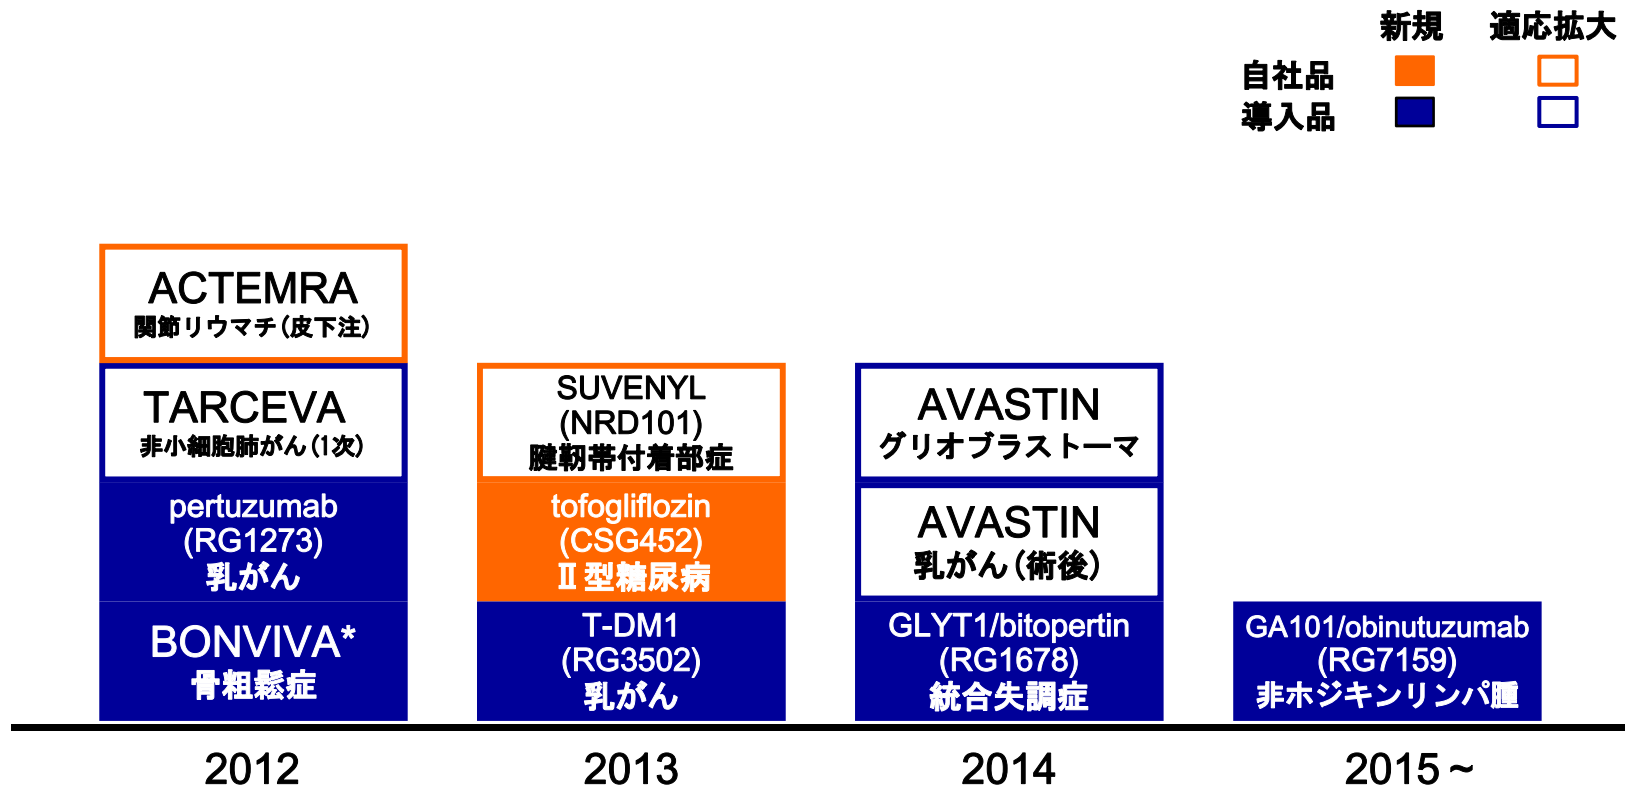 新規 適応拡大
自社品
導入品
ACTEMRA
関節リウマチ(皮下注)
TARCEVA
非小細胞肺がん(1次)
pertuzumab
(RG1273)
乳がん
BONVIVA*
骨粗鬆症
SUVENYL
(NRD101)
腱靭帯付着部症
tofogliflozin
(CSG452)
Ⅱ型糖尿病
T-DM1
(RG3502)
乳がん
AVASTIN
グリオブラストーマ
AVASTIN
乳がん(術後)
GLYT1/bitopertin
(RG1678)
統合失調症
GA101/obinutuzumab
(RG7159)
非ホジキンリンパ腫
2012 2013 2014 2015~